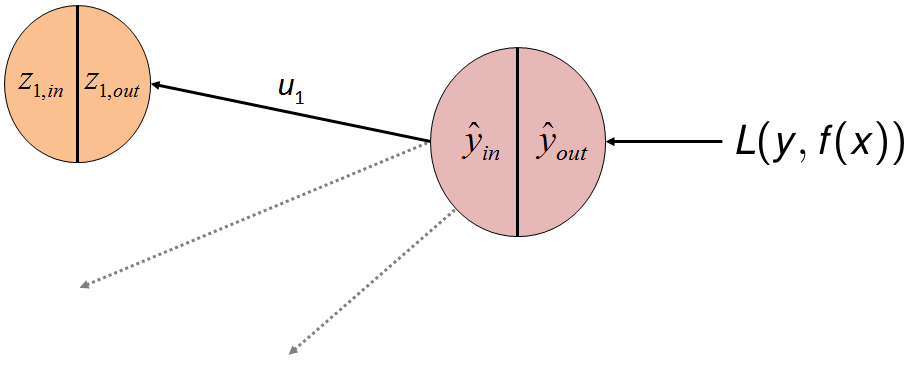 z₁,in z₁,out
u₁
ŷin ŷout
L(y, f(x))